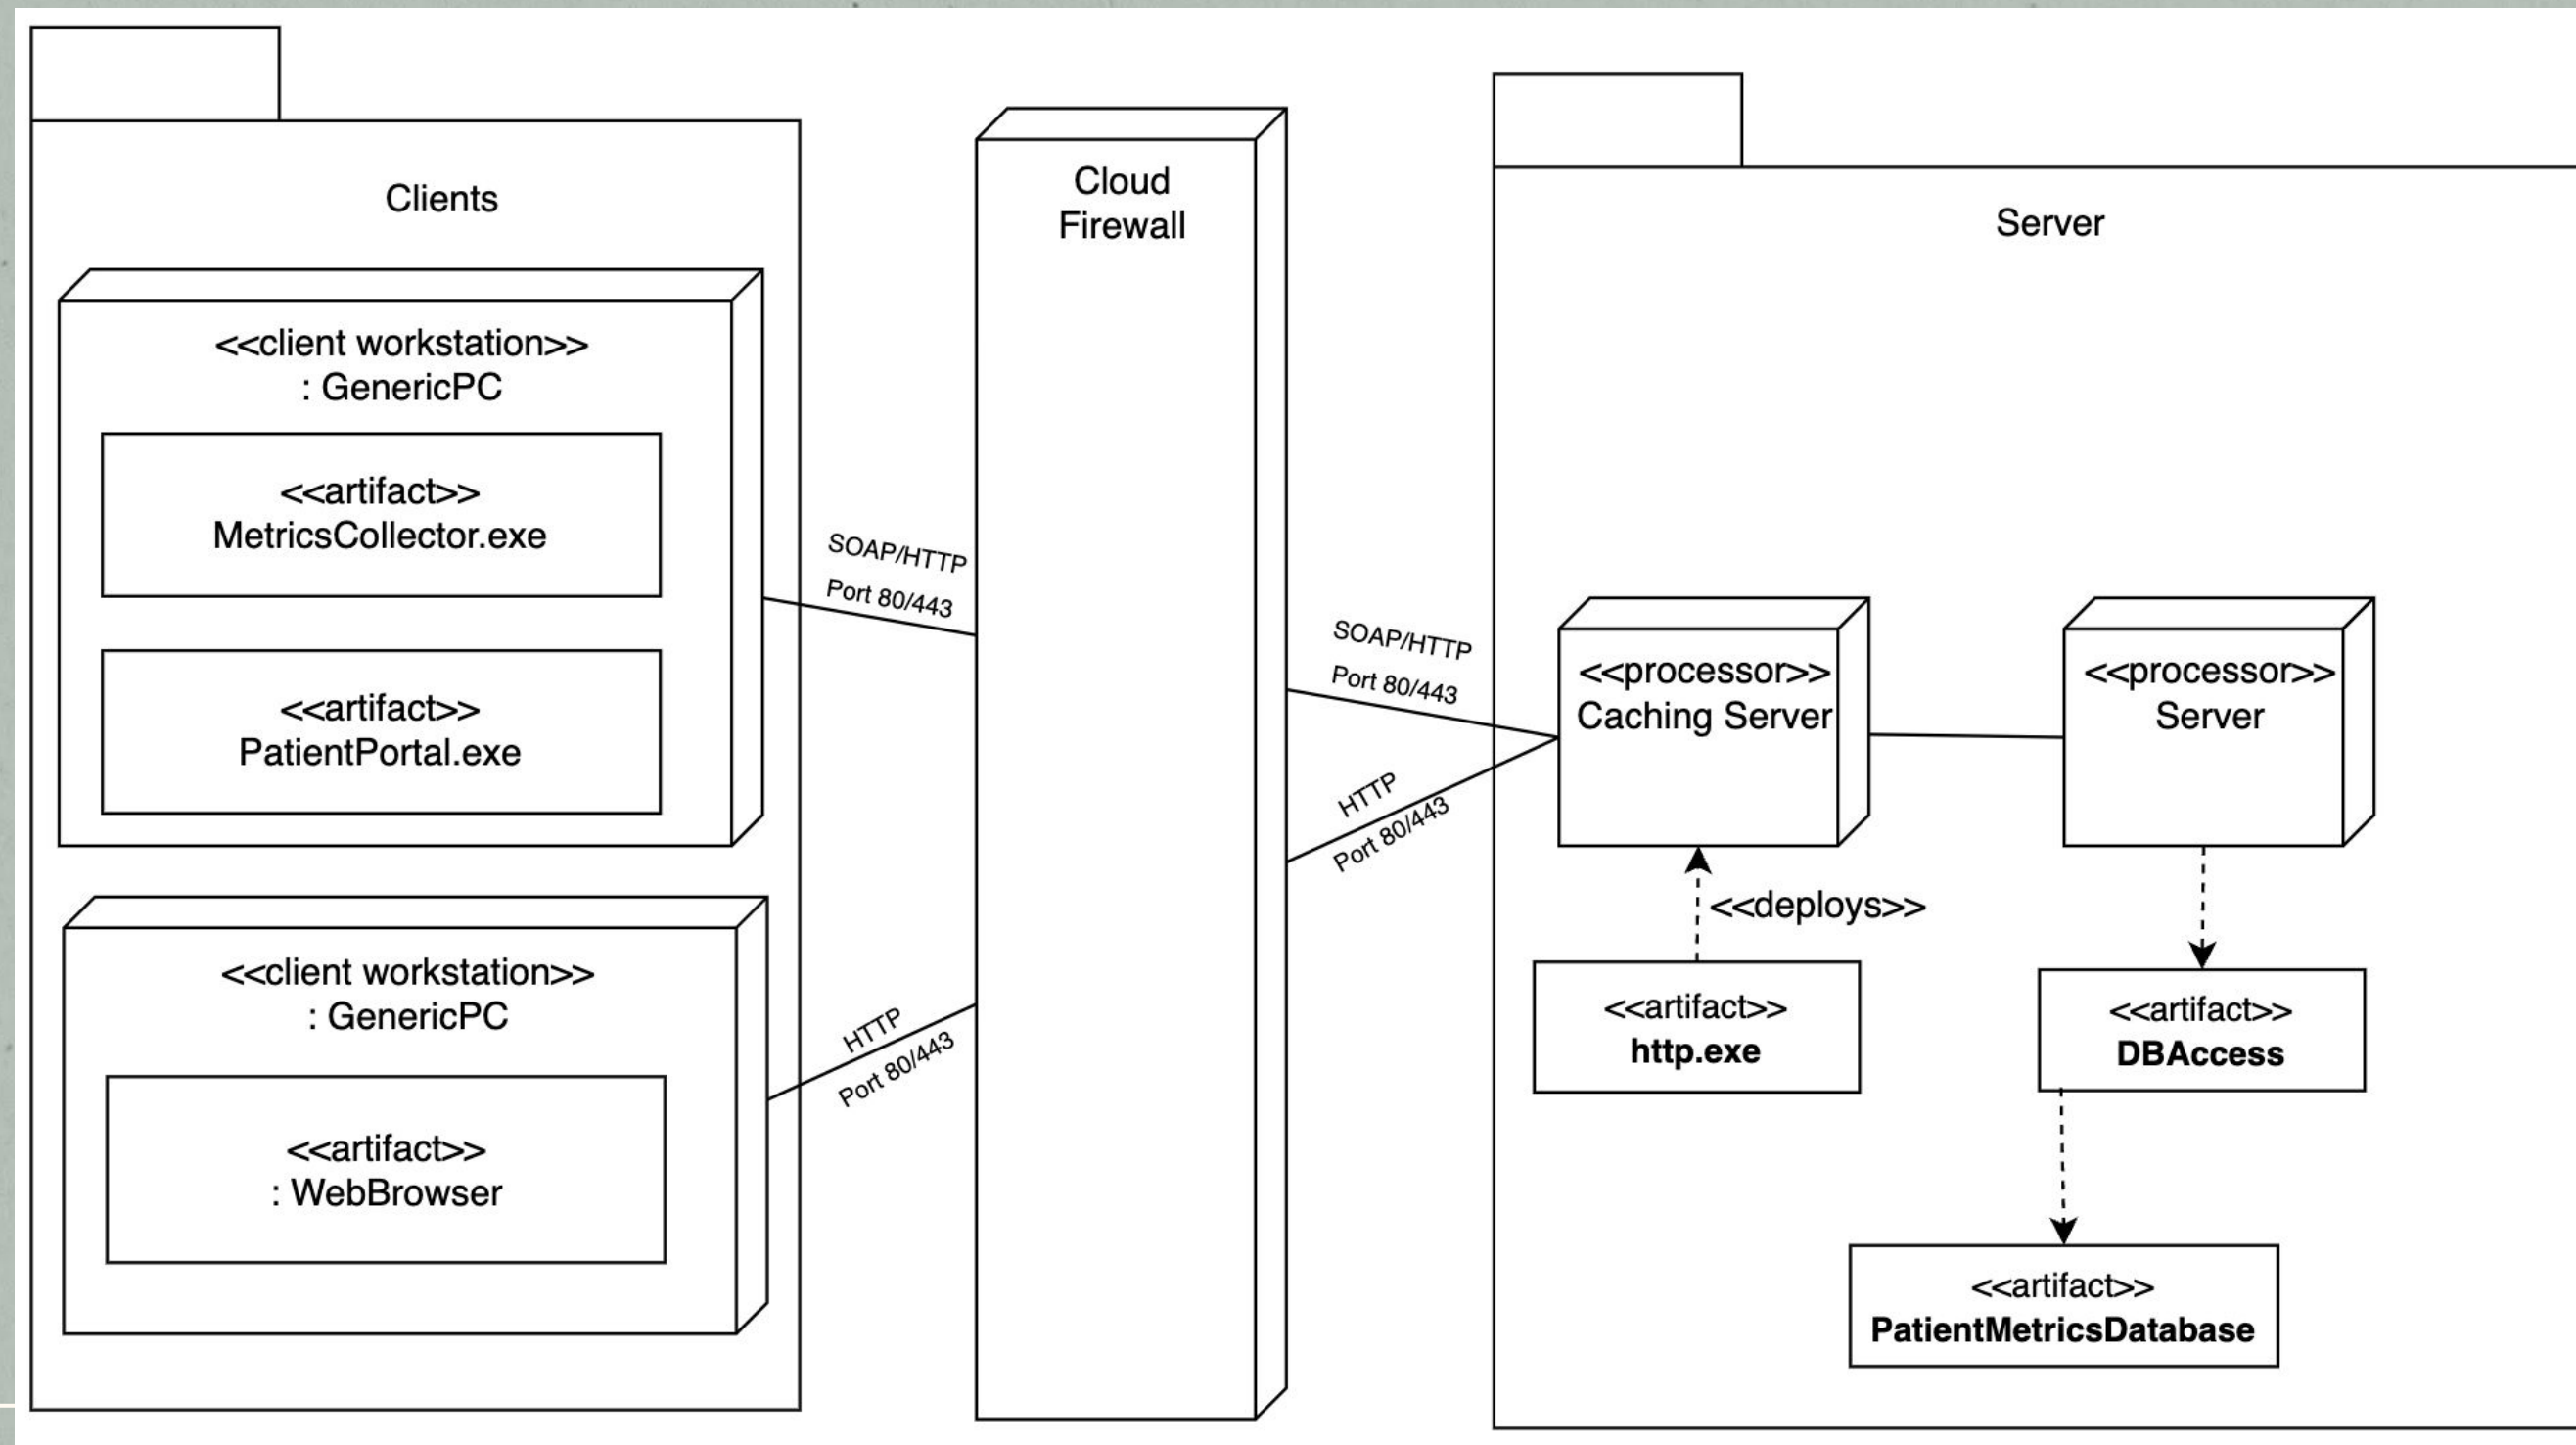 Clients
<<client workstation>>
: GenericPC
<<artifact>>
MetricsCollector.exe
<<artifact>>
PatientPortal.exe
<<client workstation>>
: GenericPC
<<artifact>>
: WebBrowser
SOAP/HTTP
Port 80/443
HTTP
Port 80/443
Cloud
Firewall
SOAP/HTTP
Port 80/443
HTTP
Port 80/443
Server
<<processor>>
Caching Server
<<processor>>
Server
<<deploys>>
<<artifact>>
http.exe
<<artifact>>
DBAccess
<<artifact>>
PatientMetricsDatabase